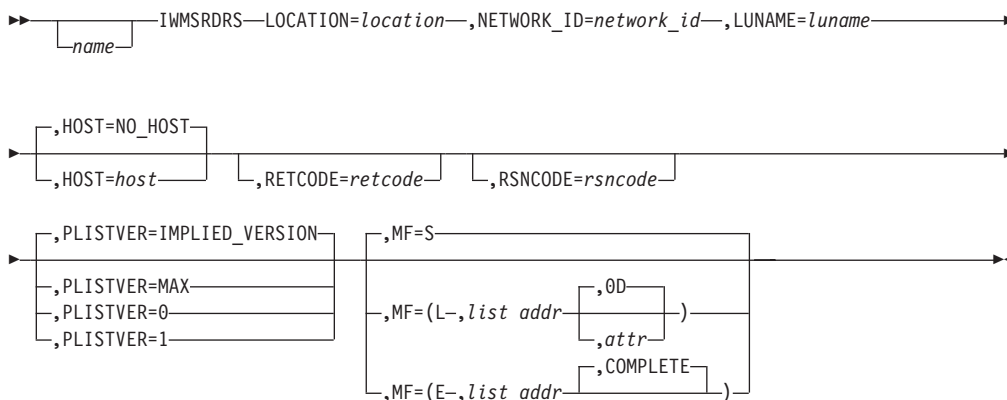 IWMSRDRS LOCATION=location ,NETWORK_ID=network_id ,LUNAME=luname
name
,HOST=NO_HOST
,HOST=host ,RETCODE=retcode ,RSNCODE=rsncode
,PLISTVER=IMPLIED_VERSION ,MF=S
,PLISTVER=MAX ,0D
,PLISTVER=0 ,MF=(L ,list addr )
,PLISTVER=1 ,attr
,COMPLETE
,MF=(E ,list addr )